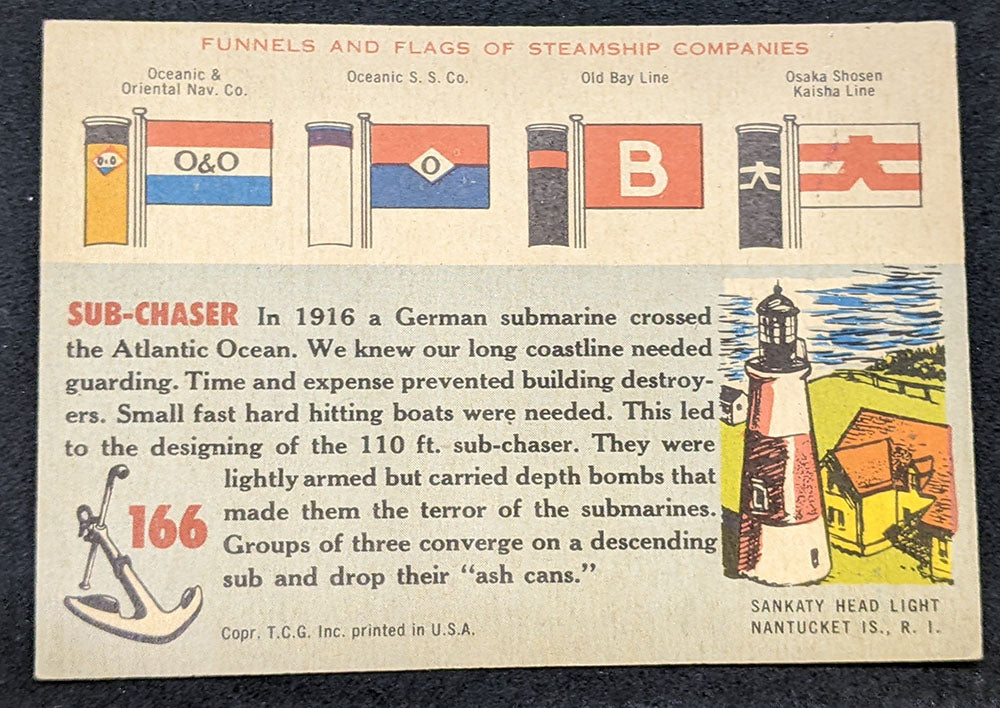 FUNNELS AND FLAGS OF STEAMSHIP COMPANIES
Oceanic &
Oriental Nav. Co.
Oceanic S. S. Co.
Old Bay Line
Osaka Shosen
Kaisha Line
O&O
O&O
O
B
SUB-CHASER In 1916 a German submarine crossed
the Atlantic Ocean. We knew our long coastline needed
guarding. Time and expense prevented building destroy-
ers. Small fast hard hitting boats were needed. This led
to the designing of the 110 ft. sub-chaser. They were
lightly armed but carried depth bombs that
made them the terror of the submarines.
Groups of three converge on a descending
sub and drop their “ash cans.”
166
Copr. T.C.G. Inc. printed in U.S.A.
SANKATY HEAD LIGHT
NANTUCKET IS., R. I.